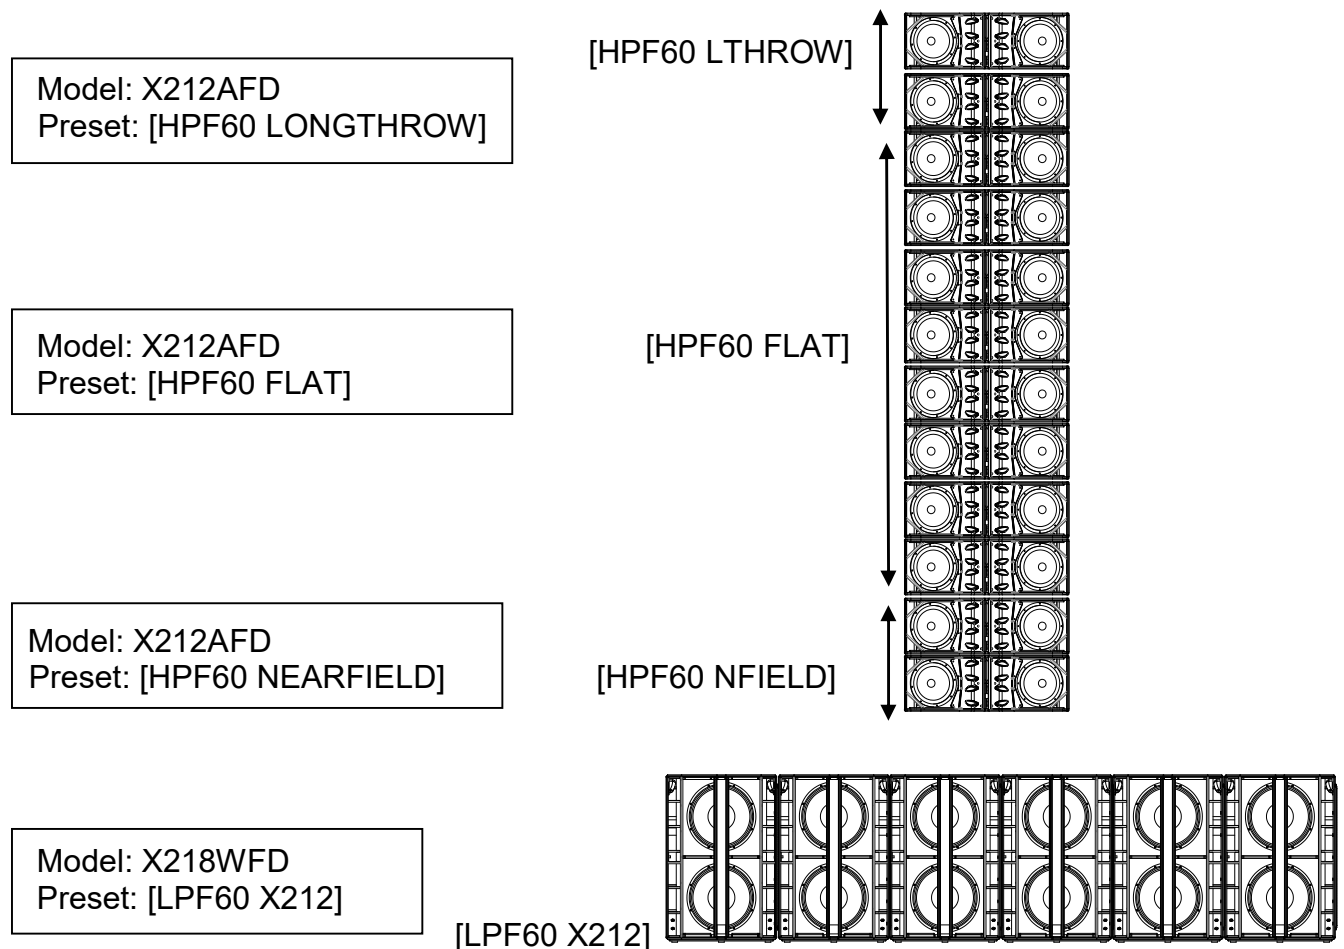 [HPF60 LTHROW]
Model: X212AFD
Preset: [HPF60 LONGTHROW]
Model: X212AFD
Preset: [HPF60 FLAT]
[HPF60 FLAT]
Model: X212AFD
Preset: [HPF60 NEARFIELD]
[HPF60 NFIELD]
Model: X218WFD
Preset: [LPF60 X212]
[LPF60 X212]